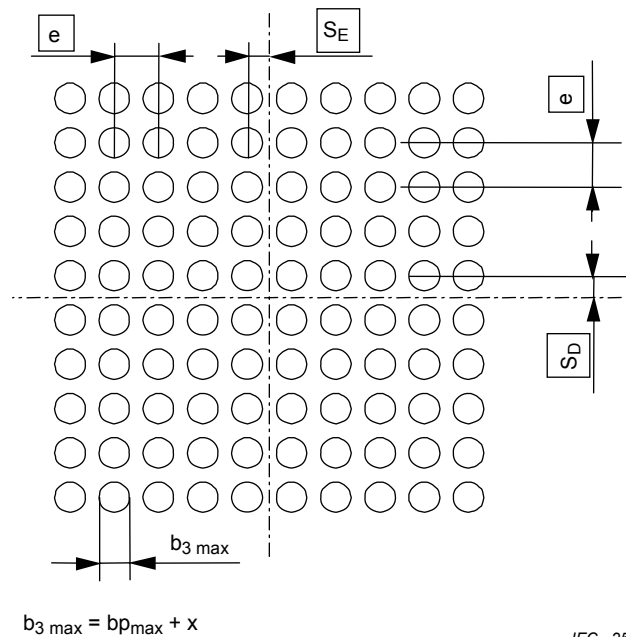 e
S_E
e
S_D
b_3 max
b_3 max = bp_max + x